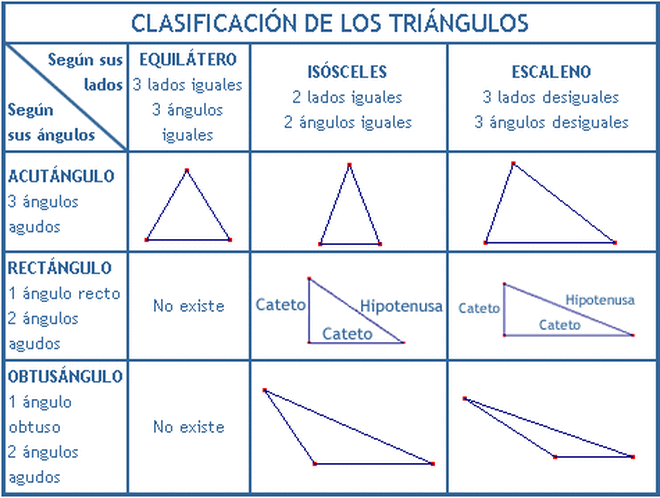 CLASIFICACIÓN DE LOS TRIÁNGULOS
Según sus
lados
Según
sus ángulos
EQUILÁTERO
3 lados iguales
3 ángulos
iguales
ISÓSCELES
2 lados iguales
2 ángulos iguales
ESCALENO
3 lados desiguales
3 ángulos desiguales
ACUTÁNGULO
3 ángulos
agudos
RECTÁNGULO
1 ángulo recto
2 ángulos
agudos
No existe
Cateto
Hipotenusa
Cateto
Cateto
Hipotenusa
Cateto
OBTUSÁNGULO
1 ángulo
obtuso
2 ángulos
agudos
No existe